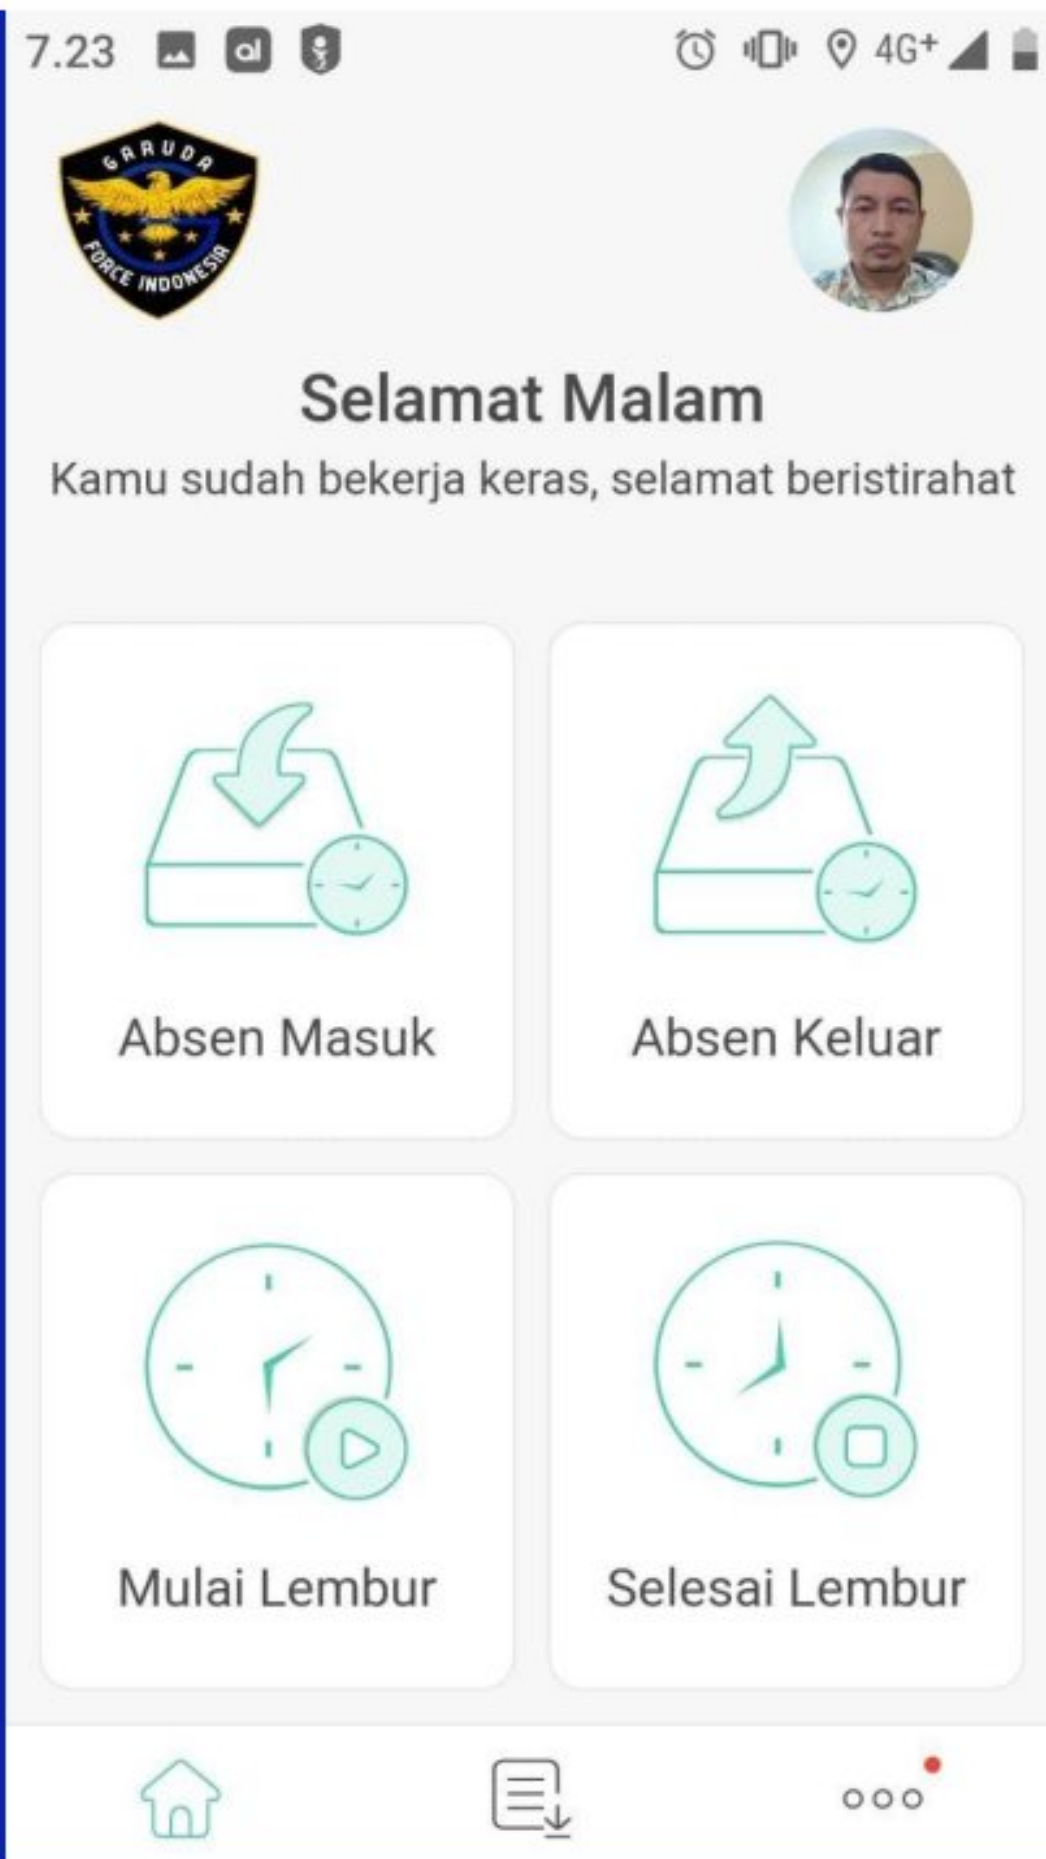 7.23 al 4G+
GARUDA
FORCE INDONESIA
Selamat Malam
Kamu sudah bekerja keras, selamat beristirahat
Absen Masuk
Absen Keluar
Mulai Lembur
Selesai Lembur